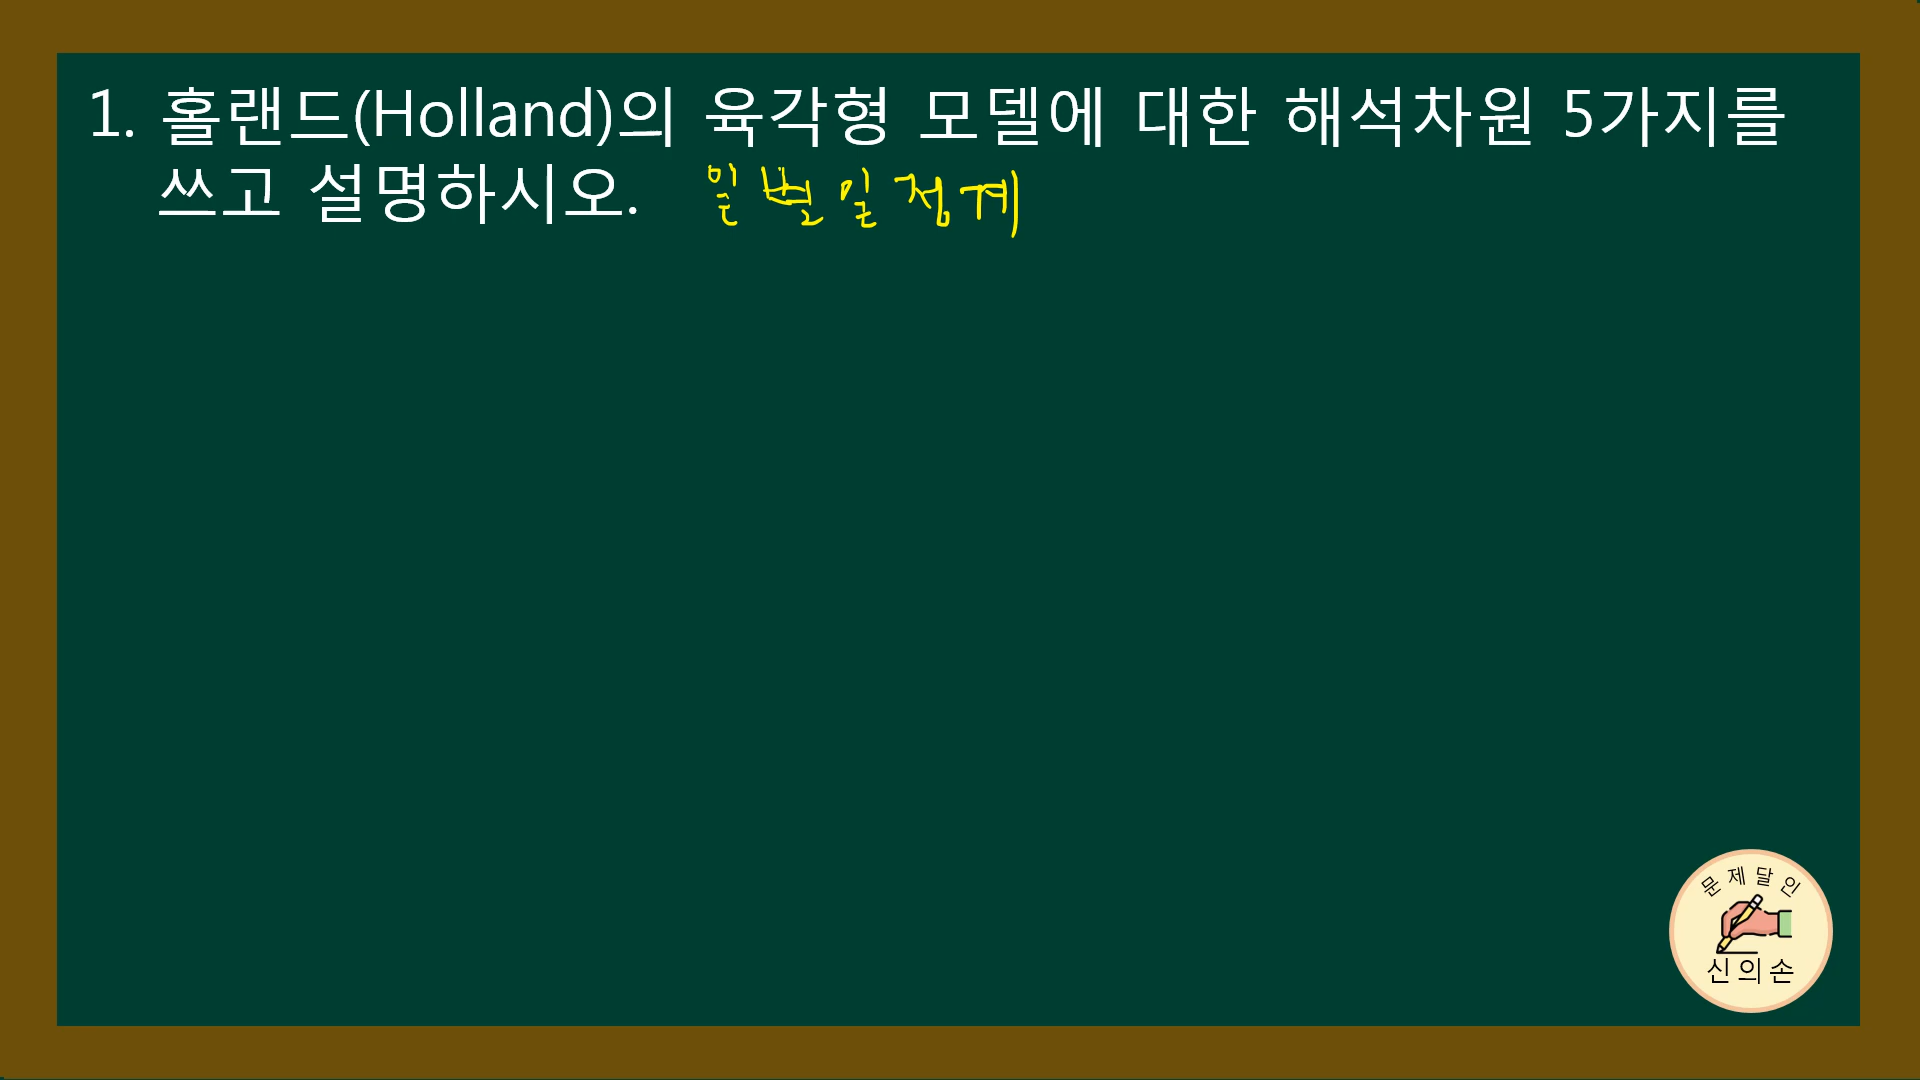 1. 홀랜드(Holland)의 육각형 모델에 대한 해석차원 5가지를
쓰고 설명하시오. 일 변 일 정 계
문제달인
신의손